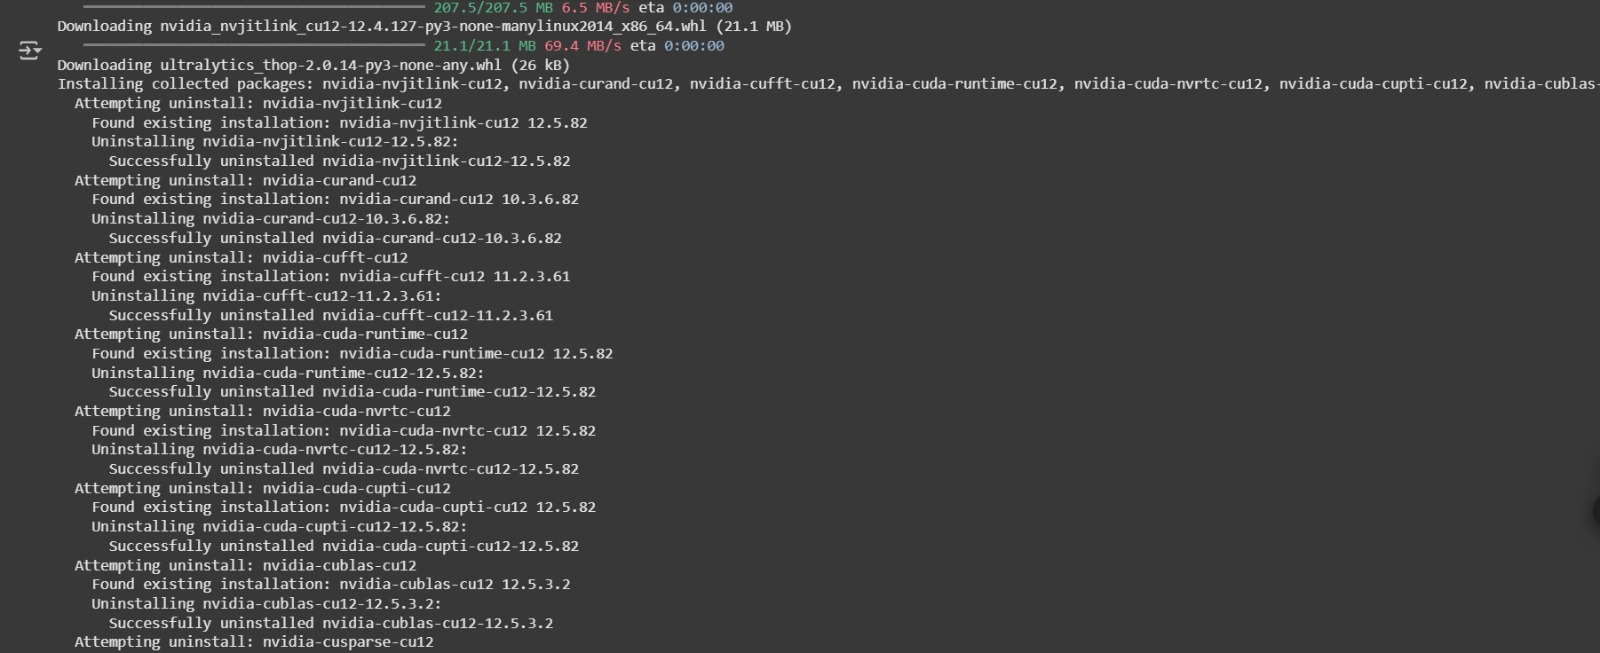 207.5/207.5 MB 6.5 MB/s eta 0:00:00
Downloading nvidia_nvjitlink_cu12-12.4.127-py3-none-manylinux2014_x86_64.whl (21.1 MB)
21.1/21.1 MB 69.4 MB/s eta 0:00:00
Downloading ultralytics_thop-2.0.14-py3-none-any.whl (26 kB)
Installing collected packages: nvidia-nvjitlink-cu12, nvidia-curand-cu12, nvidia-cufft-cu12, nvidia-cuda-runtime-cu12, nvidia-cuda-nvrtc-cu12, nvidia-cuda-cupti-cu12, nvidia-cublas-
Attempting uninstall: nvidia-nvjitlink-cu12
Found existing installation: nvidia-nvjitlink-cu12 12.5.82
Uninstalling nvidia-nvjitlink-cu12-12.5.82:
Successfully uninstalled nvidia-nvjitlink-cu12-12.5.82
Attempting uninstall: nvidia-curand-cu12
Found existing installation: nvidia-curand-cu12 10.3.6.82
Uninstalling nvidia-curand-cu12-10.3.6.82:
Successfully uninstalled nvidia-curand-cu12-10.3.6.82
Attempting uninstall: nvidia-cufft-cu12
Found existing installation: nvidia-cufft-cu12 11.2.3.61
Uninstalling nvidia-cufft-cu12-11.2.3.61:
Successfully uninstalled nvidia-cufft-cu12-11.2.3.61
Attempting uninstall: nvidia-cuda-runtime-cu12
Found existing installation: nvidia-cuda-runtime-cu12 12.5.82
Uninstalling nvidia-cuda-runtime-cu12-12.5.82:
Successfully uninstalled nvidia-cuda-runtime-cu12-12.5.82
Attempting uninstall: nvidia-cuda-nvrtc-cu12
Found existing installation: nvidia-cuda-nvrtc-cu12 12.5.82
Uninstalling nvidia-cuda-nvrtc-cu12-12.5.82:
Successfully uninstalled nvidia-cuda-nvrtc-cu12-12.5.82
Attempting uninstall: nvidia-cuda-cupti-cu12
Found existing installation: nvidia-cuda-cupti-cu12 12.5.82
Uninstalling nvidia-cuda-cupti-cu12-12.5.82:
Successfully uninstalled nvidia-cuda-cupti-cu12-12.5.82
Attempting uninstall: nvidia-cublas-cu12
Found existing installation: nvidia-cublas-cu12 12.5.3.2
Uninstalling nvidia-cublas-cu12-12.5.3.2:
Successfully uninstalled nvidia-cublas-cu12-12.5.3.2
Attempting uninstall: nvidia-cusparse-cu12